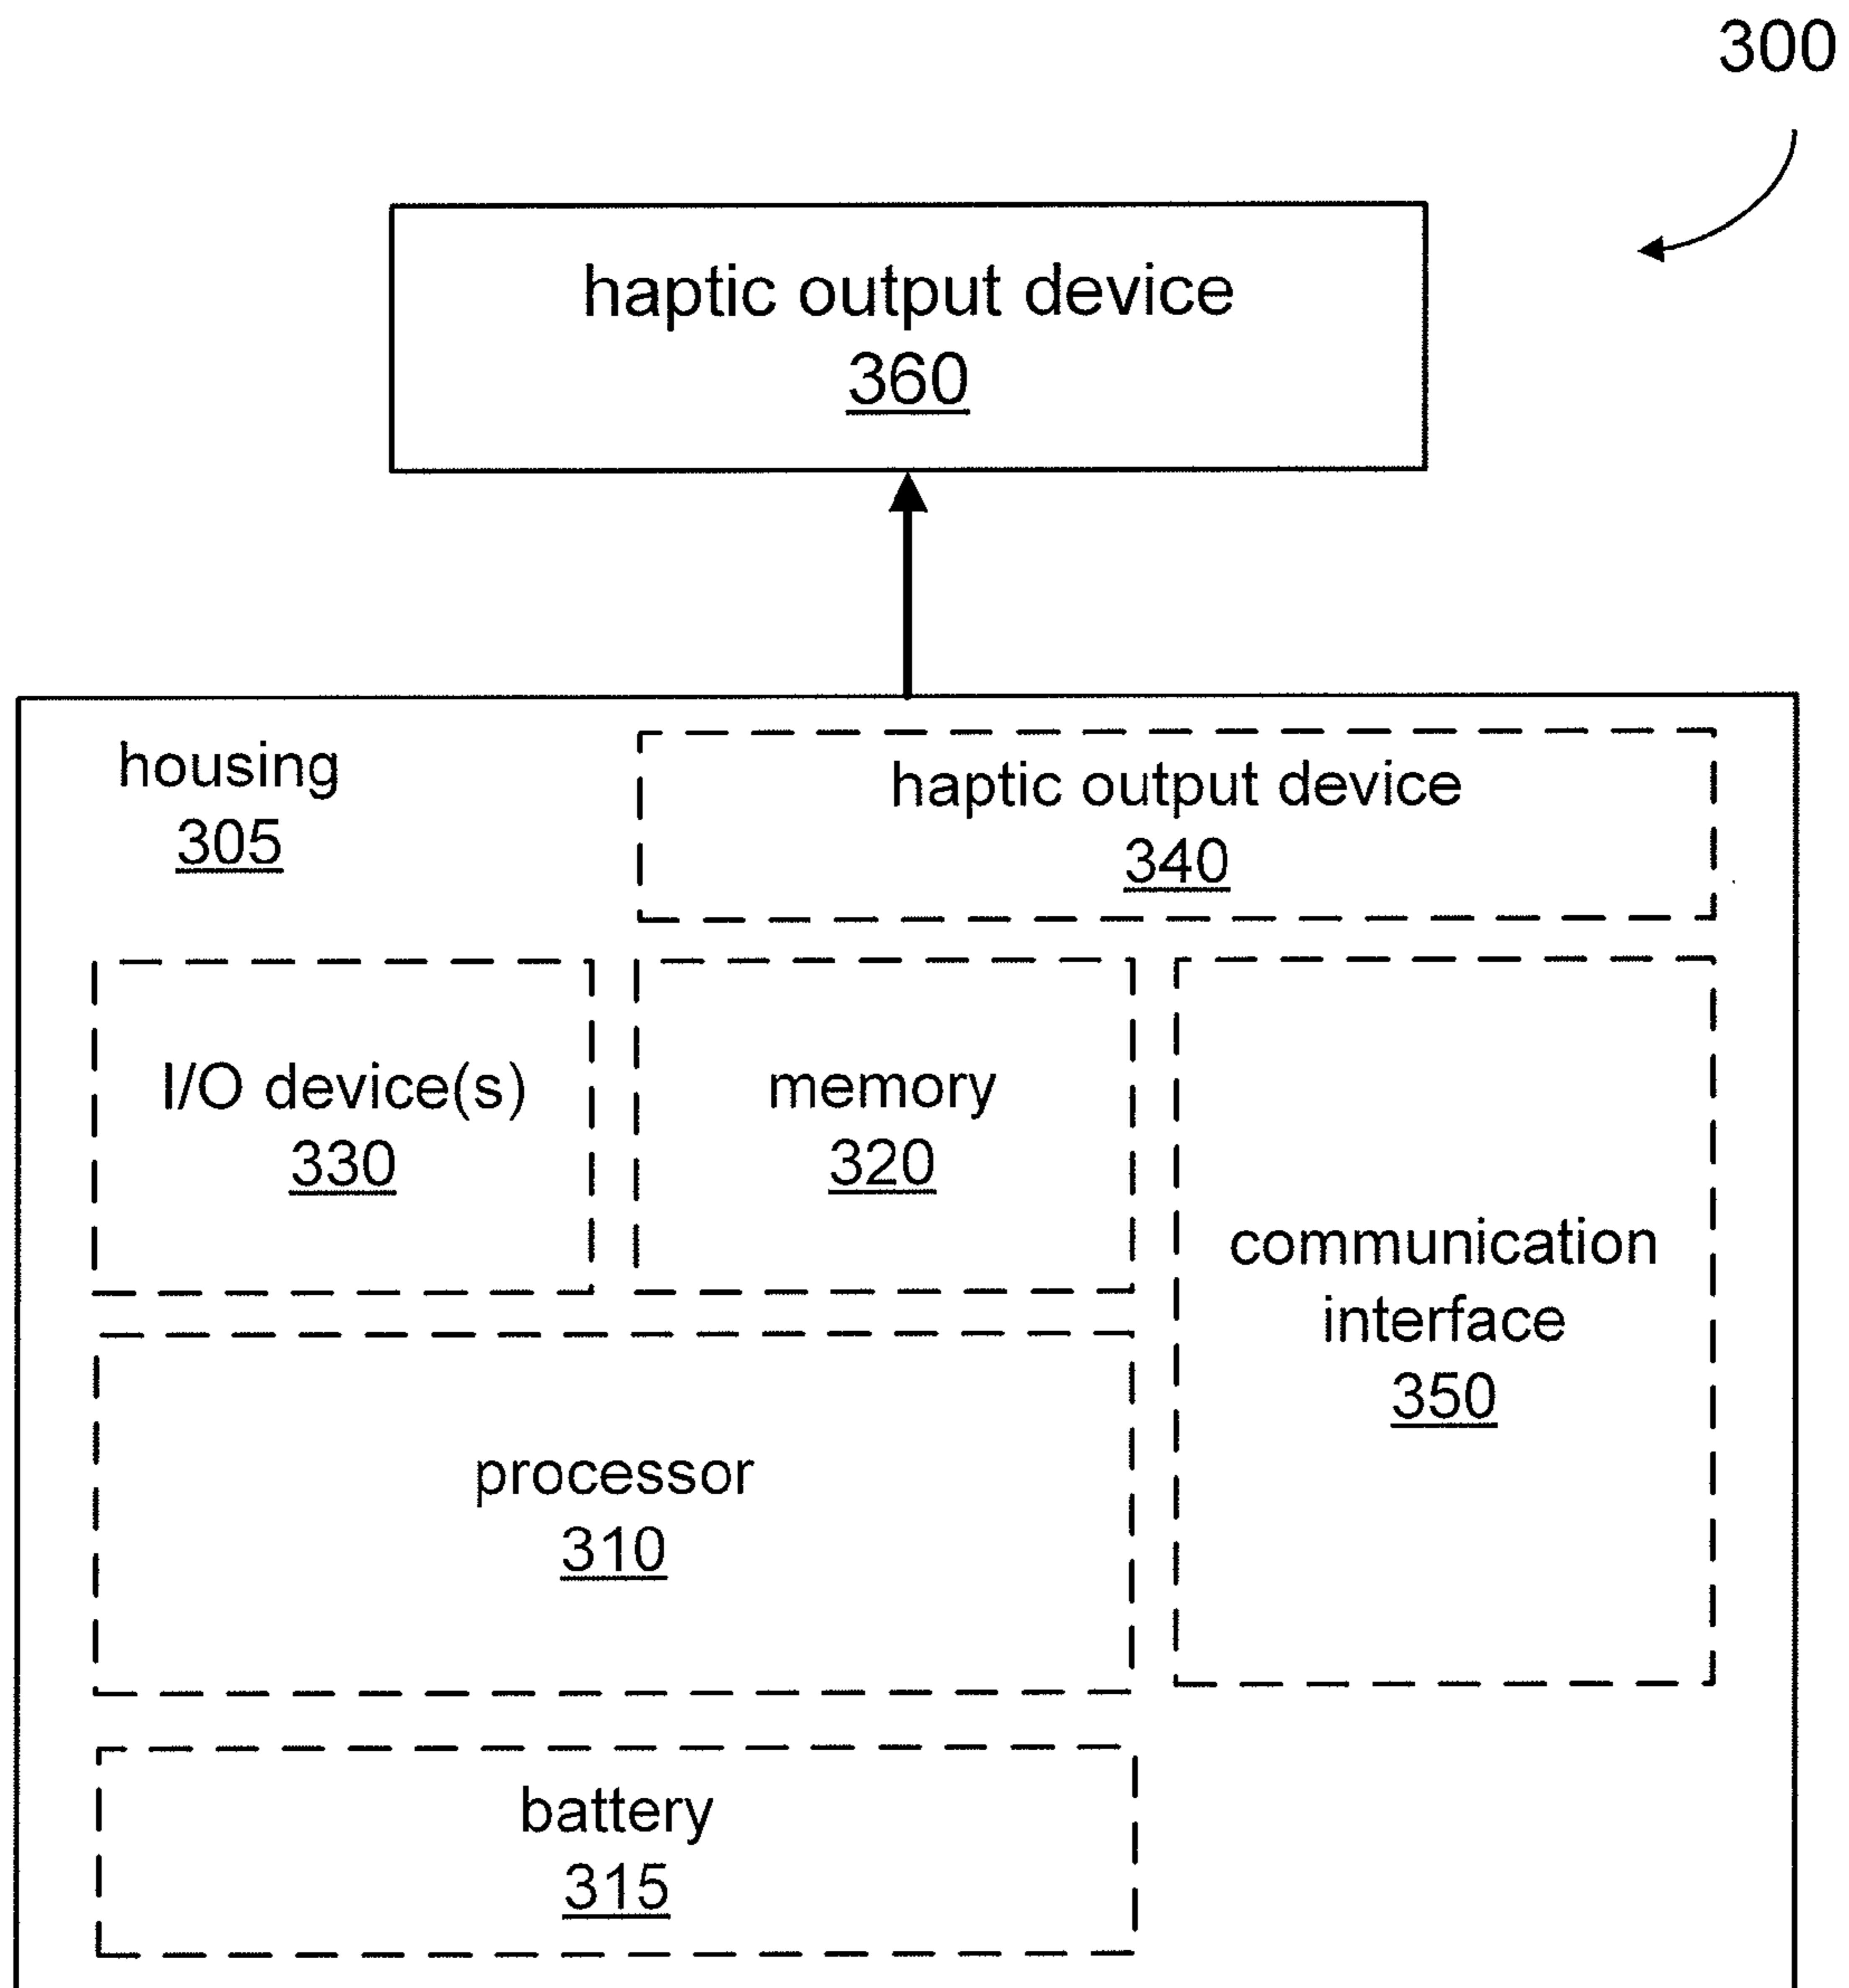 300
haptic output device
360
housing
305
haptic output device
340
I/O device(s)
330
memory
320
communication
interface
350
processor
310
battery
315